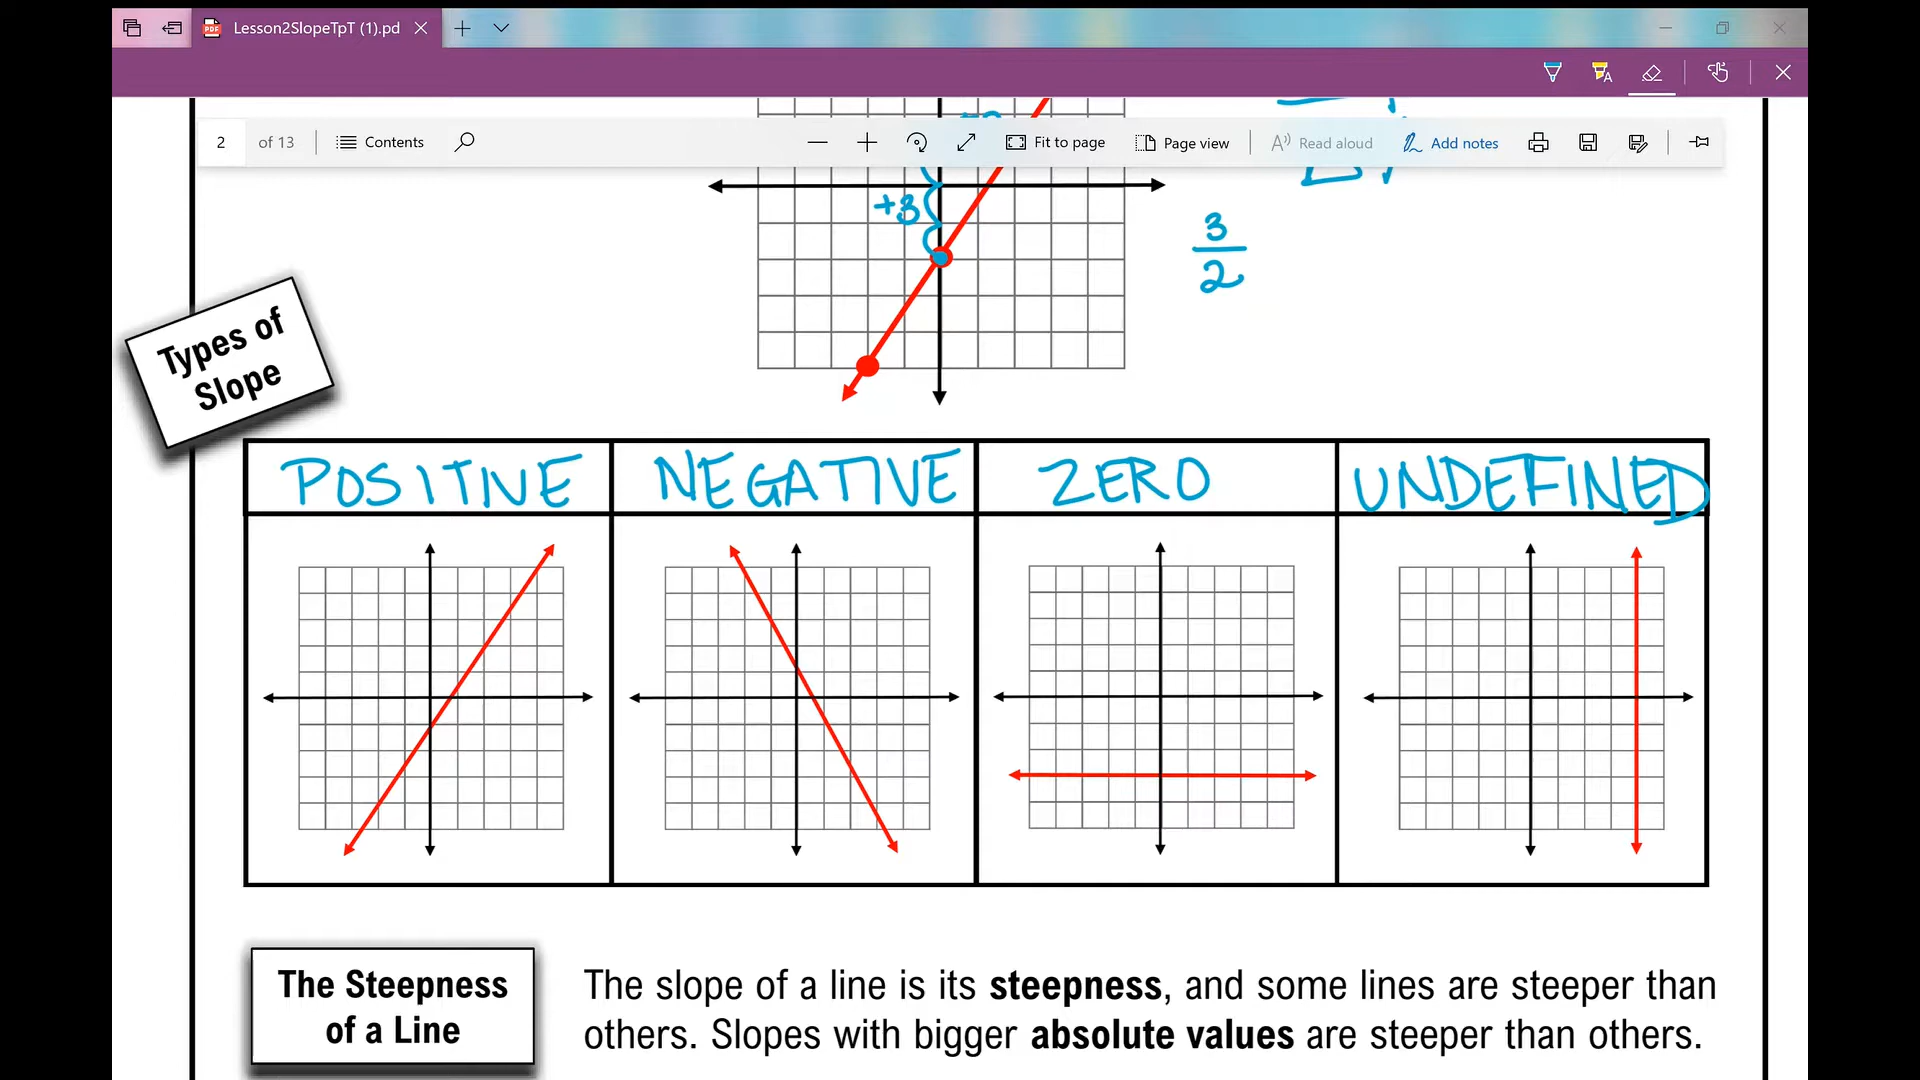 Lesson2SlopeTpT (1).pd
2 of 13 Contents Fit to page Page view Read aloud Add notes
+3
3
2
Types of
Slope
POSITIVE NEGATIVE ZERO UNDEFINED
The Steepness
of a Line
The slope of a line is its steepness, and some lines are steeper than
others. Slopes with bigger absolute values are steeper than others.